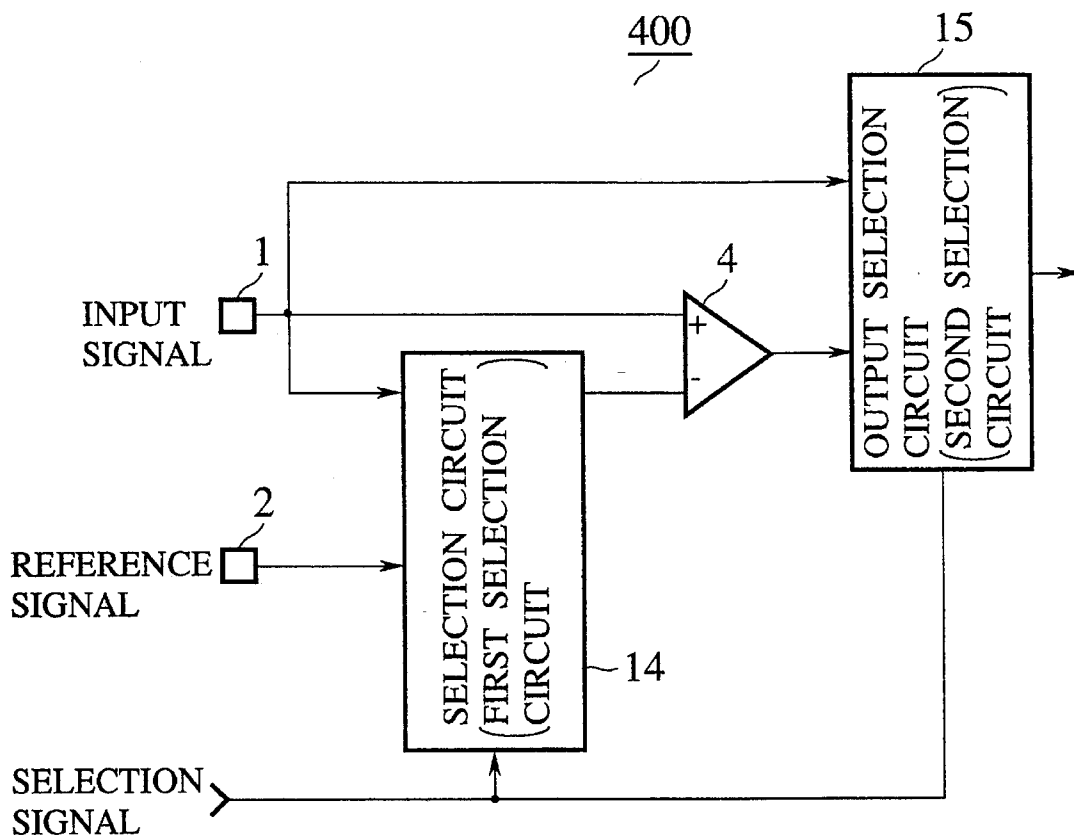 400
15
OUTPUT SELECTION
CIRCUIT
(SECOND SELECTION)
CIRCUIT
1
INPUT
SIGNAL
4
+
-
SELECTION CIRCUIT
(FIRST SELECTION)
CIRCUIT
14
2
REFERENCE
SIGNAL
SELECTION
SIGNAL